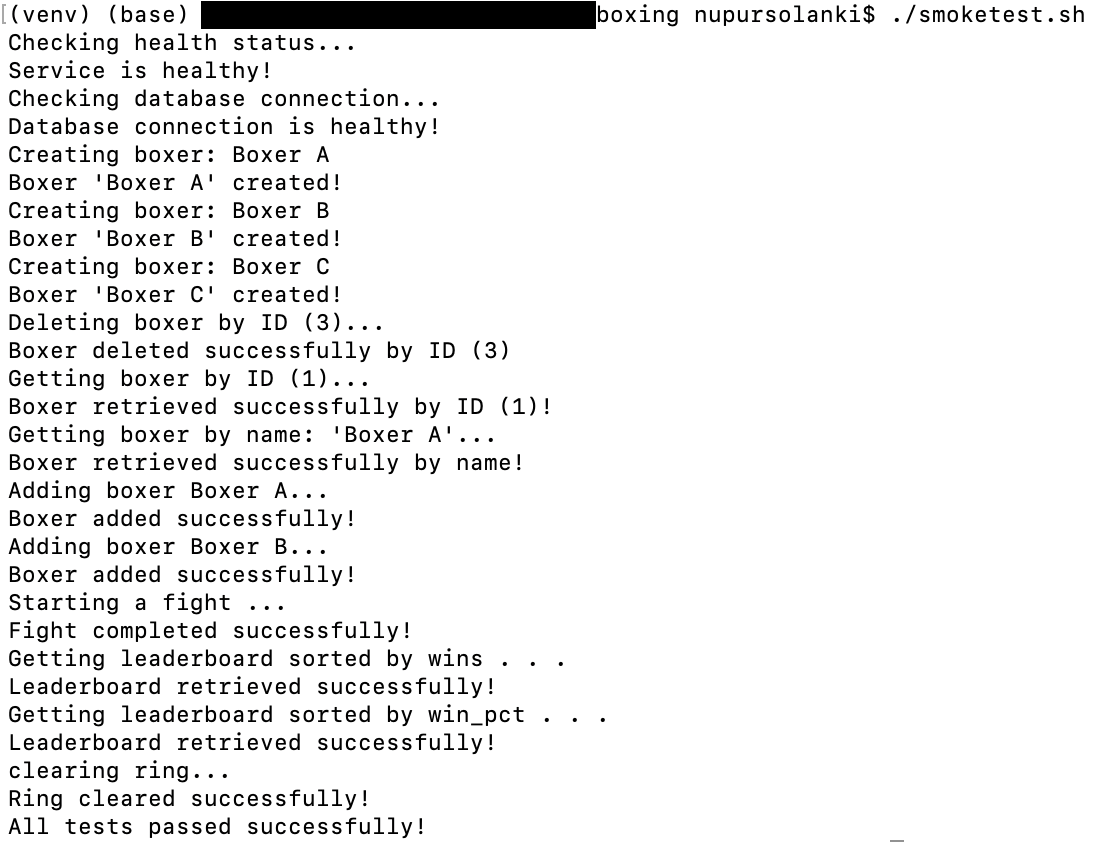 [(venv) (base) boxing nupursolanki$ ./smoketest.sh
Checking health status...
Service is healthy!
Checking database connection...
Database connection is healthy!
Creating boxer: Boxer A
Boxer 'Boxer A' created!
Creating boxer: Boxer B
Boxer 'Boxer B' created!
Creating boxer: Boxer C
Boxer 'Boxer C' created!
Deleting boxer by ID (3)...
Boxer deleted successfully by ID (3)
Getting boxer by ID (1)...
Boxer retrieved successfully by ID (1)!
Getting boxer by name: 'Boxer A'...
Boxer retrieved successfully by name!
Adding boxer Boxer A...
Boxer added successfully!
Adding boxer Boxer B...
Boxer added successfully!
Starting a fight ...
Fight completed successfully!
Getting leaderboard sorted by wins . . .
Leaderboard retrieved successfully!
Getting leaderboard sorted by win_pct . . .
Leaderboard retrieved successfully!
clearing ring...
Ring cleared successfully!
All tests passed successfully!